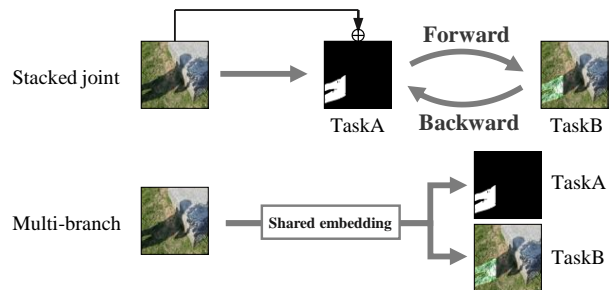 Forward
Stacked joint
TaskA
Backward
TaskB
TaskA
Multi-branch
Shared embedding
TaskB